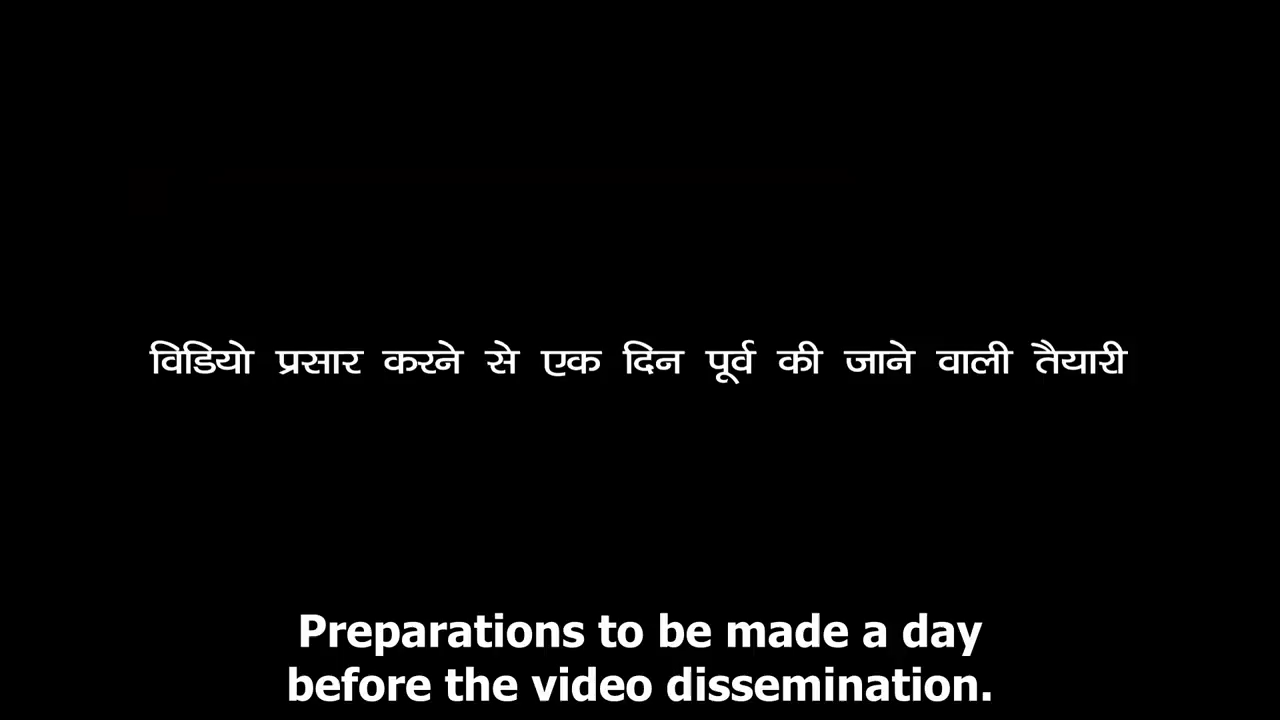 विडियो प्रसार करने से एक दिन पूर्व की जाने वाली तैयारी
Preparations to be made a day
before the video dissemination.